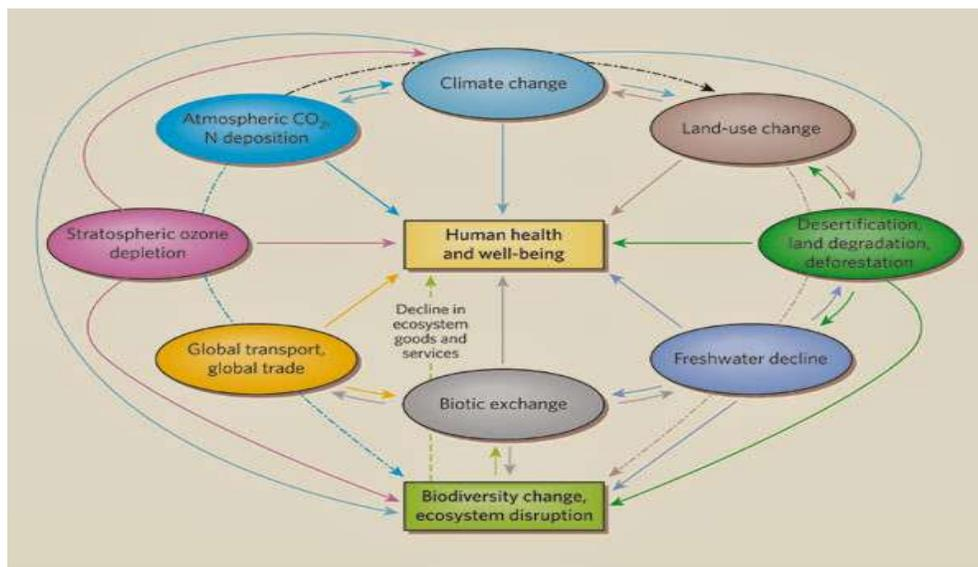 Climate change
Atmospheric CO₂,
N deposition
Land-use change
Stratospheric ozone
depletion
Human health
and well-being
Desertification,
land degradation,
deforestation
Decline in
ecosystem
goods and
services
Global transport,
global trade
Freshwater decline
Biotic exchange
Biodiversity change,
ecosystem disruption